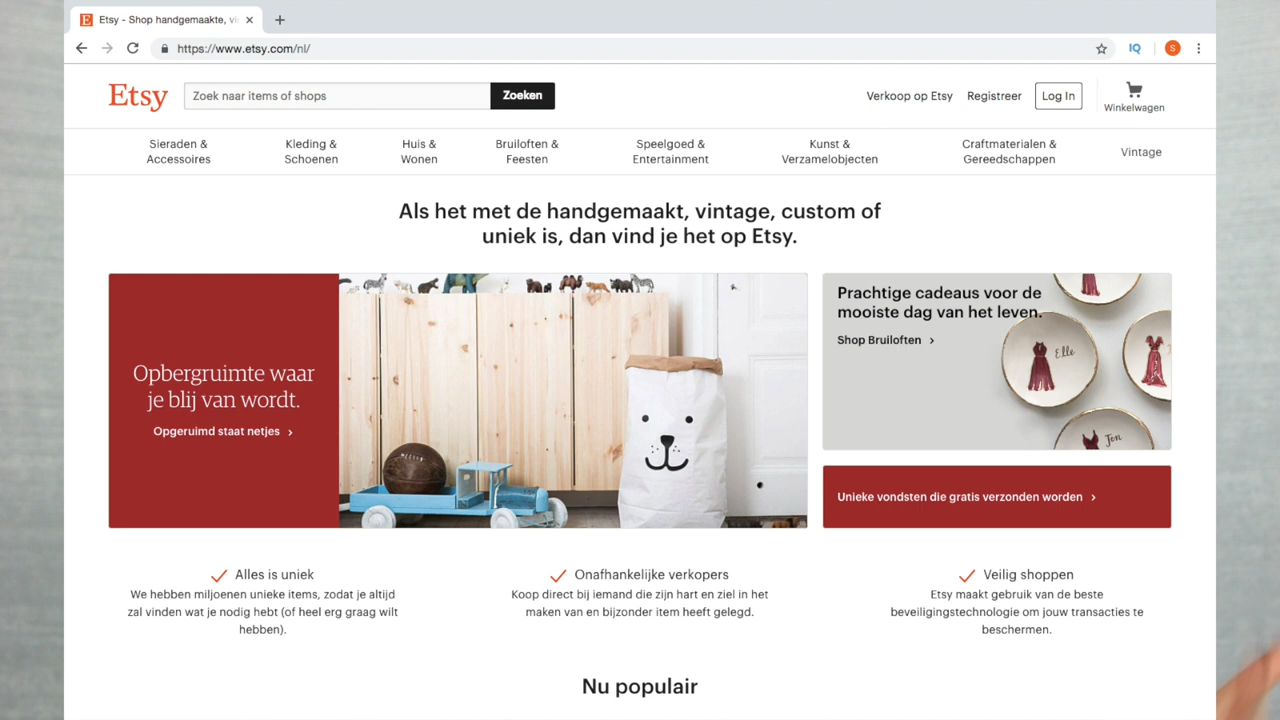 Etsy - Shop handgemaakte, vi
https://www.etsy.com/nl/
IQ
S
Etsy
Zoek naar items of shops
Zoeken
Verkoop op Etsy
Registreer
Log In
Winkelwagen
Sieraden &
Accessoires
Kleding &
Schoenen
Huis &
Wonen
Bruiloften &
Feesten
Speelgoed &
Entertainment
Kunst &
Verzamelobjecten
Craftmaterialen &
Gereedschappen
Vintage
Als het met de handgemaakt, vintage, custom of
uniek is, dan vind je het op Etsy.
Opbergruimte waar
je blij van wordt.
Opgeruimd staat netjes
Prachtige cadeaus voor de
mooiste dag van het leven.
Shop Bruiloften
Elle
Jen
Unieke vondsten die gratis verzonden worden
Alles is uniek
We hebben miljoenen unieke items, zodat je altijd
zal vinden wat je nodig hebt (of heel erg graag wilt
hebben).
Onafhankelijke verkopers
Koop direct bij iemand die zijn hart en ziel in het
maken van en bijzonder item heeft gelegd.
Veilig shoppen
Etsy maakt gebruik van de beste
beveiligingstechnologie om jouw transacties te
beschermen.
Nu populair